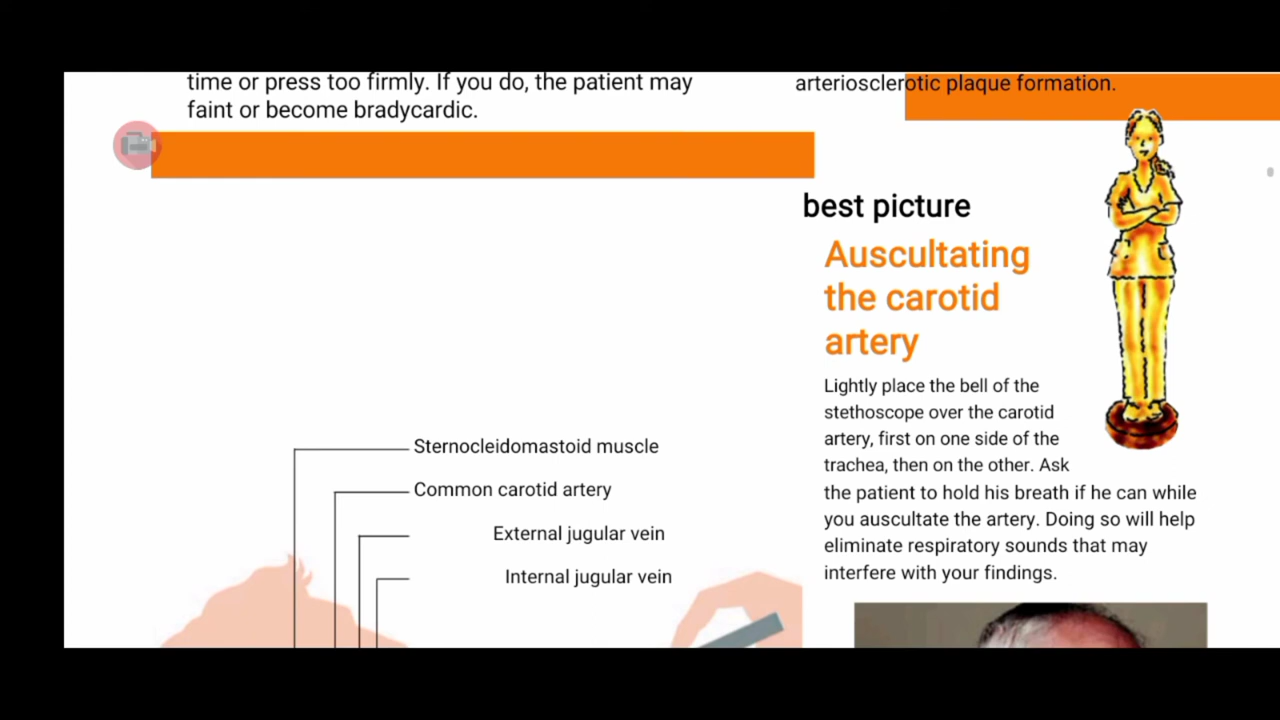 time or press too firmly. If you do, the patient may
faint or become bradycardic.
arteriosclerotic plaque formation.
best picture
Auscultating
the carotid
artery
Lightly place the bell of the
stethoscope over the carotid
artery, first on one side of the
trachea, then on the other. Ask
the patient to hold his breath if he can while
you auscultate the artery. Doing so will help
eliminate respiratory sounds that may
interfere with your findings.
Sternocleidomastoid muscle
Common carotid artery
External jugular vein
Internal jugular vein